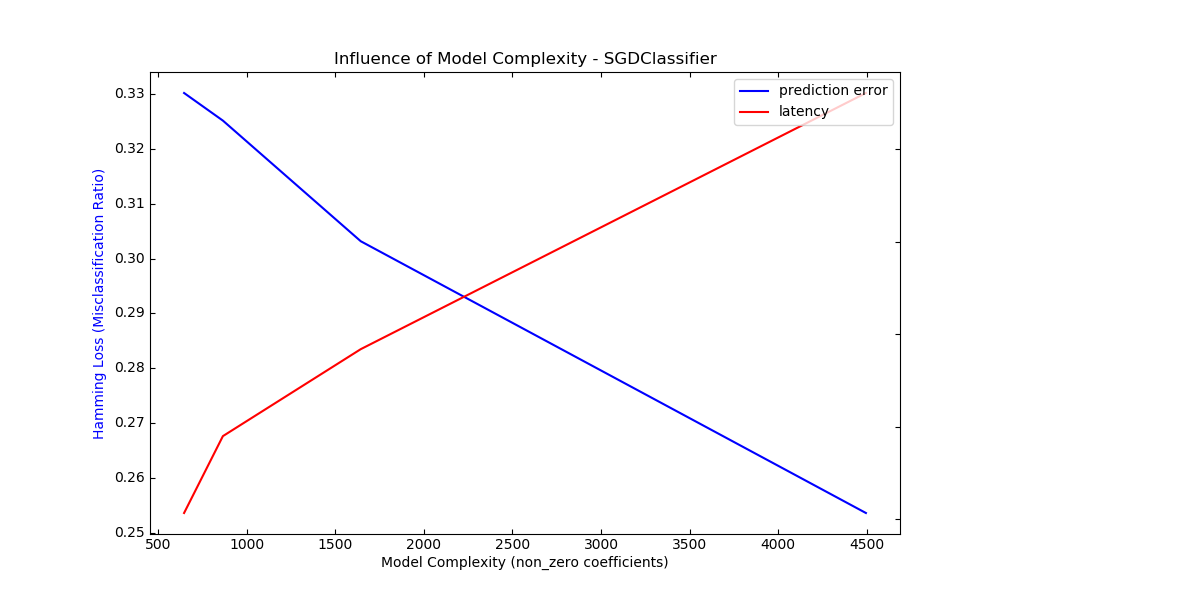 Influence of Model Complexity - SGDClassifier
prediction error
latency
Hamming Loss (Misclassification Ratio)
0.33
0.32
0.31
0.30
0.29
0.28
0.27
0.26
0.25
500 1000 1500 2000 2500 3000 3500 4000 4500
Model Complexity (non_zero coefficients)